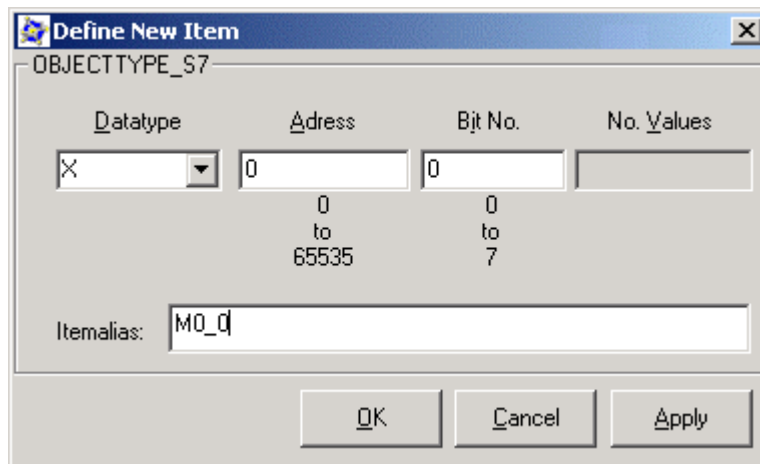 Define New Item
OBJECTTYPE_S7
Datatype Adress Bit No. No. Values
X 0 0
0 0
to to
65535 7
Itemalias: M0_0
OK Cancel Apply